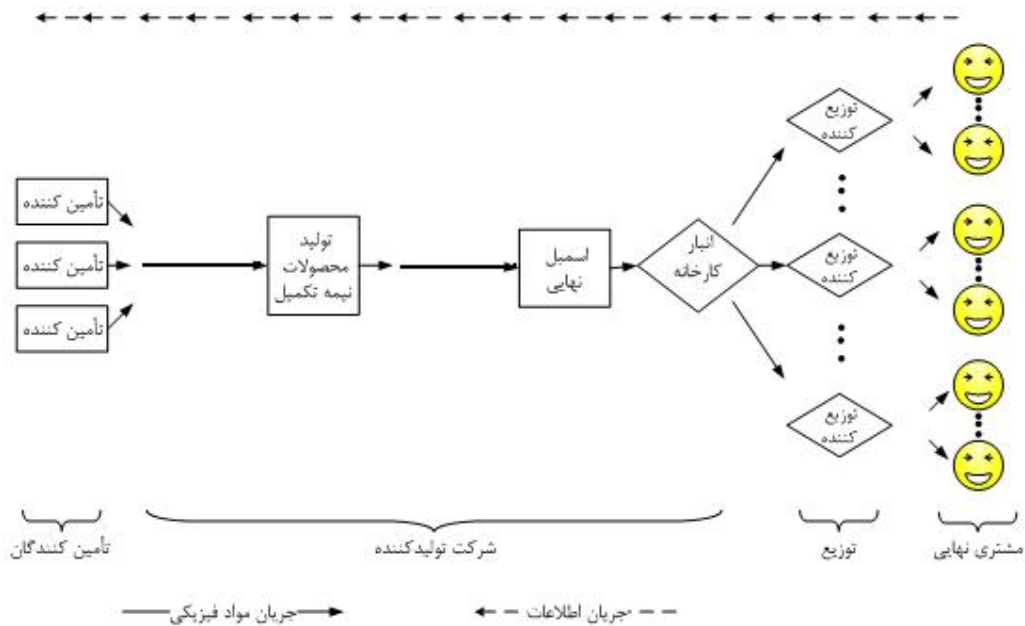 توزیع
کننده
تأمین کننده
تأمین کننده
تأمین کننده
تولید
محصولات
نیمه تکمیل
اسمبل
نهایی
انبار
کارخانه
توزیع
کننده
توزیع
کننده
تأمین کنندگان
شرکت تولیدکننده
توزیع
مشتری نهایی
جریان مواد فیزیکی
جریان اطلاعات